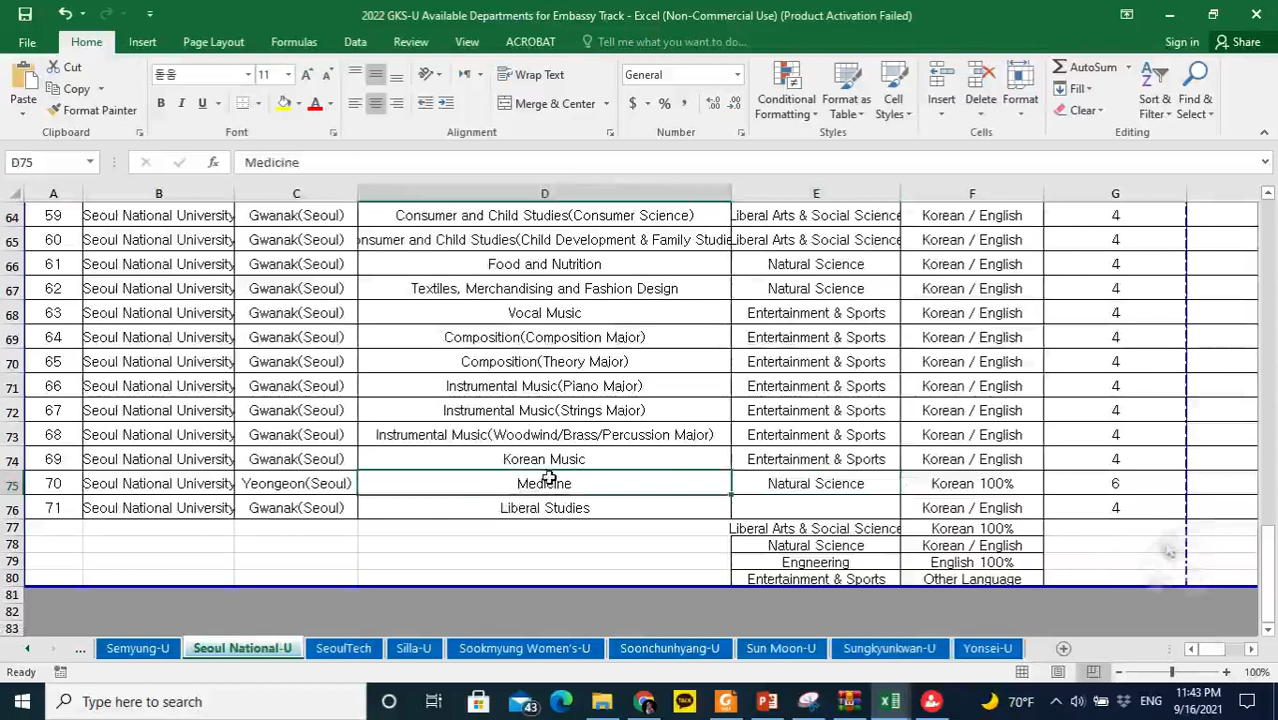 2022 GKS-U Available Departments for Embassy Track - Excel (Non-Commercial Use) (Product Activation Failed)
File Home Insert Page Layout Formulas Data Review View ACROBAT Tell me what you want to do... Sign in Share
Paste Cut Copy Format Painter
돋움 11 Wrap Text General
B I U A Merge & Center $ % , Conditional Formatting Format as Table Cell Styles Insert Delete Format AutoSum Fill Clear Sort & Filter Find & Select
Clipboard Font Alignment Number Styles Cells Editing
D75 fx Medicine
A B C D E F G
64 59 Seoul National University Gwanak(Seoul) Consumer and Child Studies(Consumer Science) Liberal Arts & Social Science Korean / English 4
65 60 Seoul National University Gwanak(Seoul) onsumer and Child Studies(Child Development & Family Studie Liberal Arts & Social Science Korean / English 4
66 61 Seoul National University Gwanak(Seoul) Food and Nutrition Natural Science Korean / English 4
67 62 Seoul National University Gwanak(Seoul) Textiles, Merchandising and Fashion Design Natural Science Korean / English 4
68 63 Seoul National University Gwanak(Seoul) Vocal Music Entertainment & Sports Korean / English 4
69 64 Seoul National University Gwanak(Seoul) Composition(Composition Major) Entertainment & Sports Korean / English 4
70 65 Seoul National University Gwanak(Seoul) Composition(Theory Major) Entertainment & Sports Korean / English 4
71 66 Seoul National University Gwanak(Seoul) Instrumental Music(Piano Major) Entertainment & Sports Korean / English 4
72 67 Seoul National University Gwanak(Seoul) Instrumental Music(Strings Major) Entertainment & Sports Korean / English 4
73 68 Seoul National University Gwanak(Seoul) Instrumental Music(Woodwind/Brass/Percussion Major) Entertainment & Sports Korean / English 4
74 69 Seoul National University Gwanak(Seoul) Korean Music Entertainment & Sports Korean / English 4
75 70 Seoul National University Yeongeon(Seoul) Medicine Natural Science Korean 100% 6
76 71 Seoul National University Gwanak(Seoul) Liberal Studies Korean / English 4
77 Liberal Arts & Social Science Korean 100%
78 Natural Science Korean / English
79 Engneering English 100%
80 Entertainment & Sports Other Language
81
82
83
... Semyung-U Seoul National-U SeoulTech Silla-U Sookmyung Women's-U Soonchunhyang-U Sun Moon-U Sungkyunkwan-U Yonsei-U
Ready 100%
Type here to search 43 TALK 70°F ENG 11:43 PM
9/16/2021